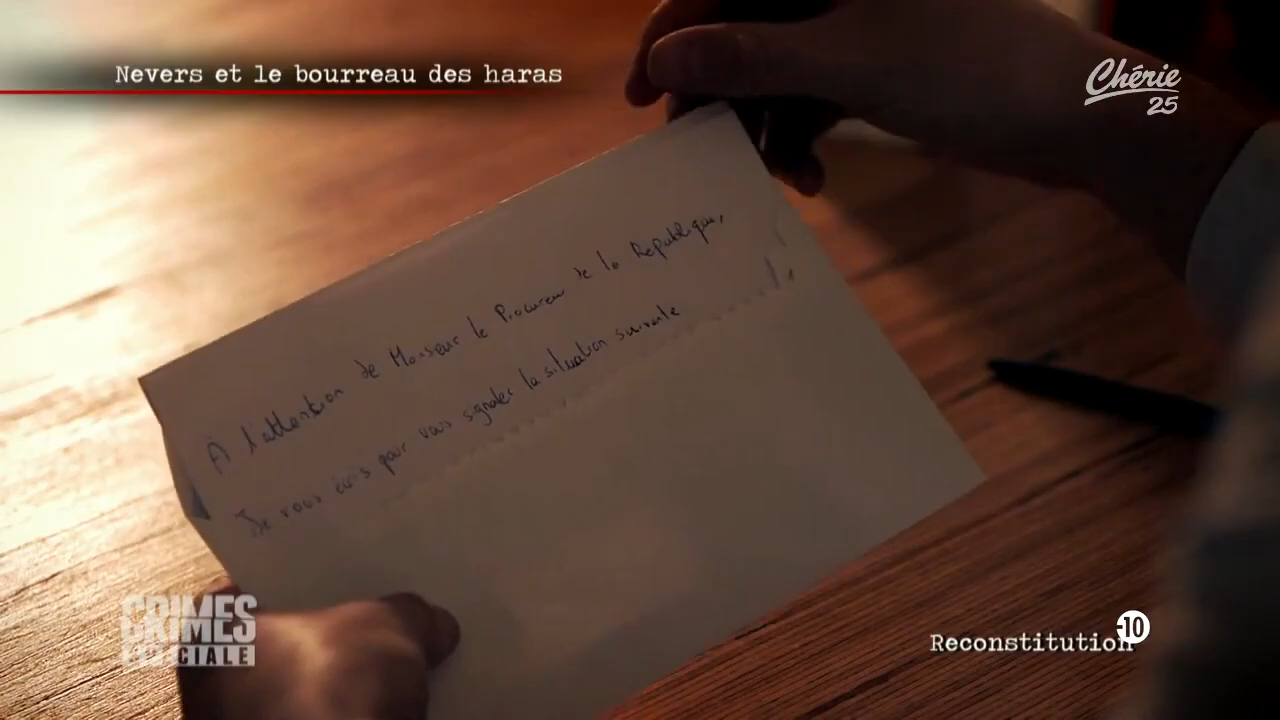 Nevers et le bourreau des haras
Chérie
25
À l'attention de Monsieur le Procureur de la République,
Je vous écris pour vous signaler la situation suivante
CRIMES
SPÉCIALE
-10
Reconstitution